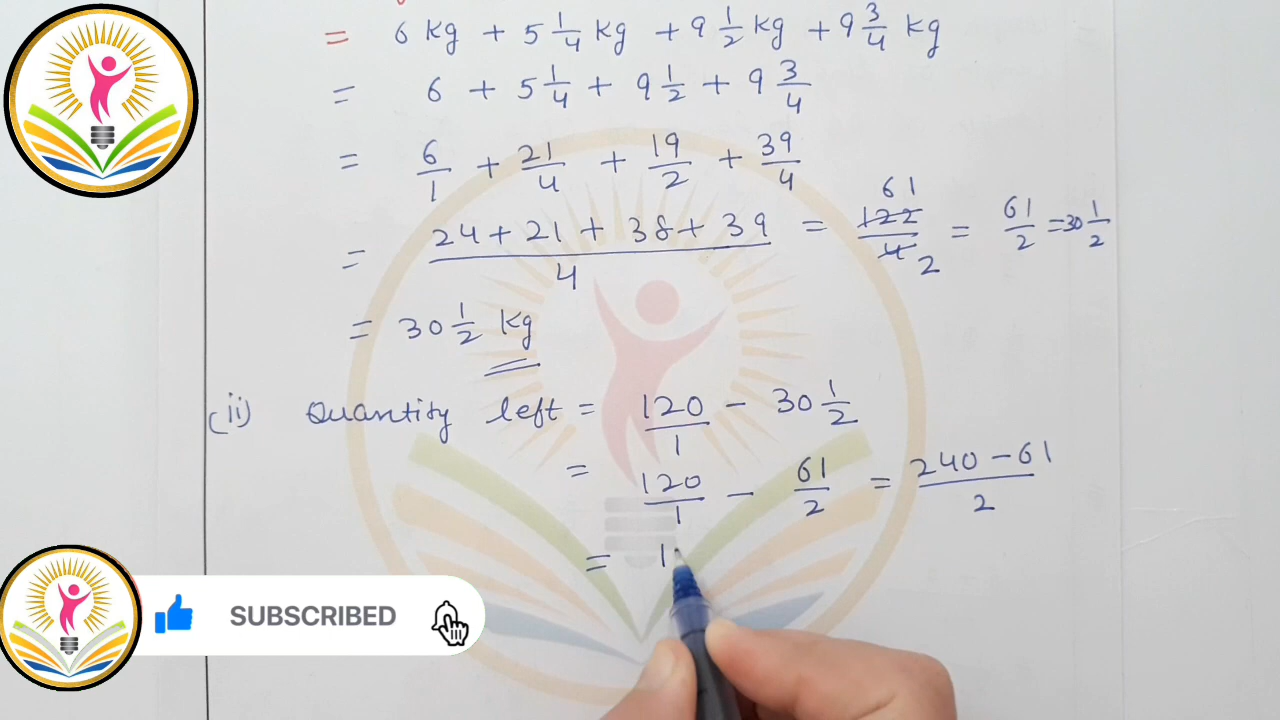 = 6 kg + 5 1/4 kg + 9 1/2 kg + 9 3/4 kg
= 6 + 5 1/4 + 9 1/2 + 9 3/4
= 6/1 + 21/4 + 19/2 + 39/4
= 24 + 21 + 38 + 39 / 4 = 122/4 61/2 = 61/2 = 30 1/2
= 30 1/2 kg
(ii) Quantity left = 120/1 - 30 1/2
= 120/1 - 61/2 = 240 - 61 / 2
= 1
SUBSCRIBED